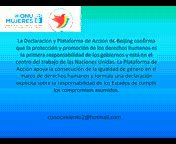 ONU
MUJERES
La Declaración y Plataforma de Acción de Beijing confirma
que la protección y promoción de los derechos humanos es
la primera responsabilidad de los gobiernos y está en el
centro del trabajo de las Naciones Unidas. La Plataforma de
Acción apoya la consecución de la igualdad de género en el
marco de derechos humanos y formula una declaración
explícita sobre la responsabilidad de los Estados de cumplir
los compromisos asumidos.
conocimiento2@hotmail.com